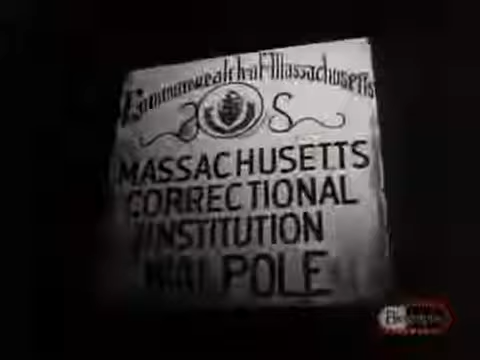 Commonwealth of Massachusetts
MASSACHUSETTS
CORRECTIONAL
INSTITUTION
WALPOLE